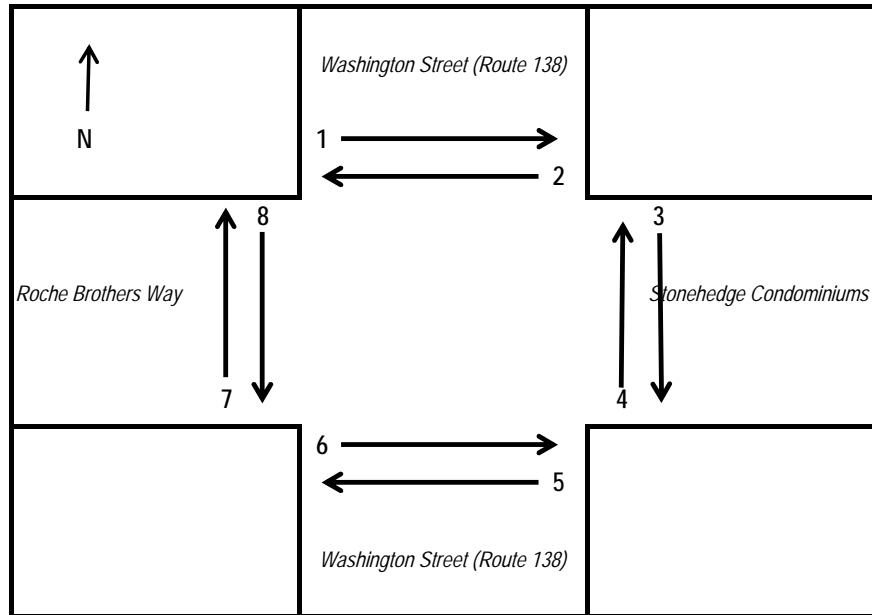 Washington Street (Route 138)
N
1
2
8
3
Roche Brothers Way
Stonehedge Condominiums
7
4
6
5
Washington Street (Route 138)